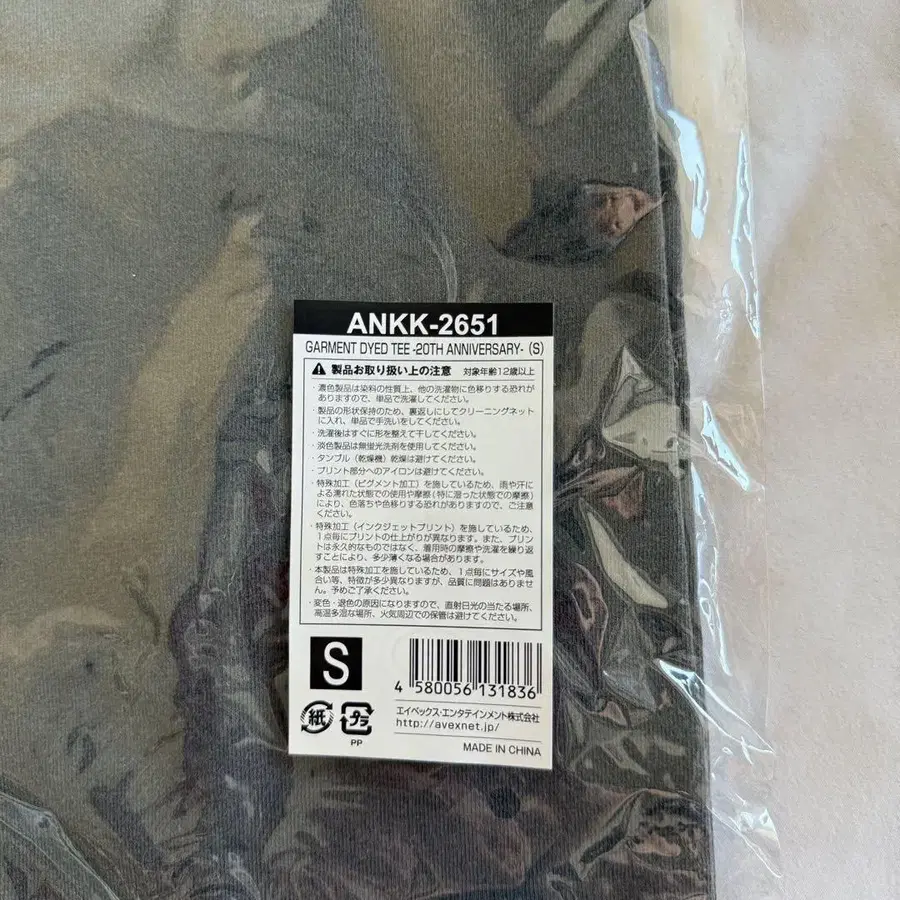 ANKK-2651
GARMENT DYED TEE -20TH ANNIVERSARY- (S)
製品お取り扱い上の注意 対象年齢12歳以上
・濃色製品は染料の性質上、他の洗濯物に色移りする恐れが
ありますので、単品で洗濯してください。
・製品の形状保持のため、裏返しにしてクリーニングネット
に入れ、単品で手洗いをしてください。
・洗濯後はすぐに形を整えて干してください。
・淡色製品は無蛍光洗剤を使用してください。
・タンブル(乾燥機)乾燥は避けてください。
・プリント部分へのアイロンは避けてください。
・特殊加工(ピグメント加工)を施しているため、雨や汗に
よる濡れた状態での使用や摩擦(特に湿った状態での摩擦)
により、色落ちや色移りする恐れがありますので、ご注意
ください。
・特殊加工(インクジェットプリント)を施しているため、
1点毎にプリントの仕上がりが異なります。また、プリン
トは永久的なものではなく、着用時の摩擦や洗濯を繰り返
すことにより、多少薄くなる場合があります。
・本製品は特殊加工を施しているため、1点毎にサイズや風
合い等、特徴が多少異なりますが、品質に問題はありませ
ん。予めご了承ください。
・変色・退色の原因になりますので、直射日光の当たる場所、
高温多湿な場所、火気周辺での保管は避けてください。
S
4 580056 131836
エイベックス・エンタテインメント株式会社
http://avexnet.jp/
紙
プラ
PP
MADE IN CHINA